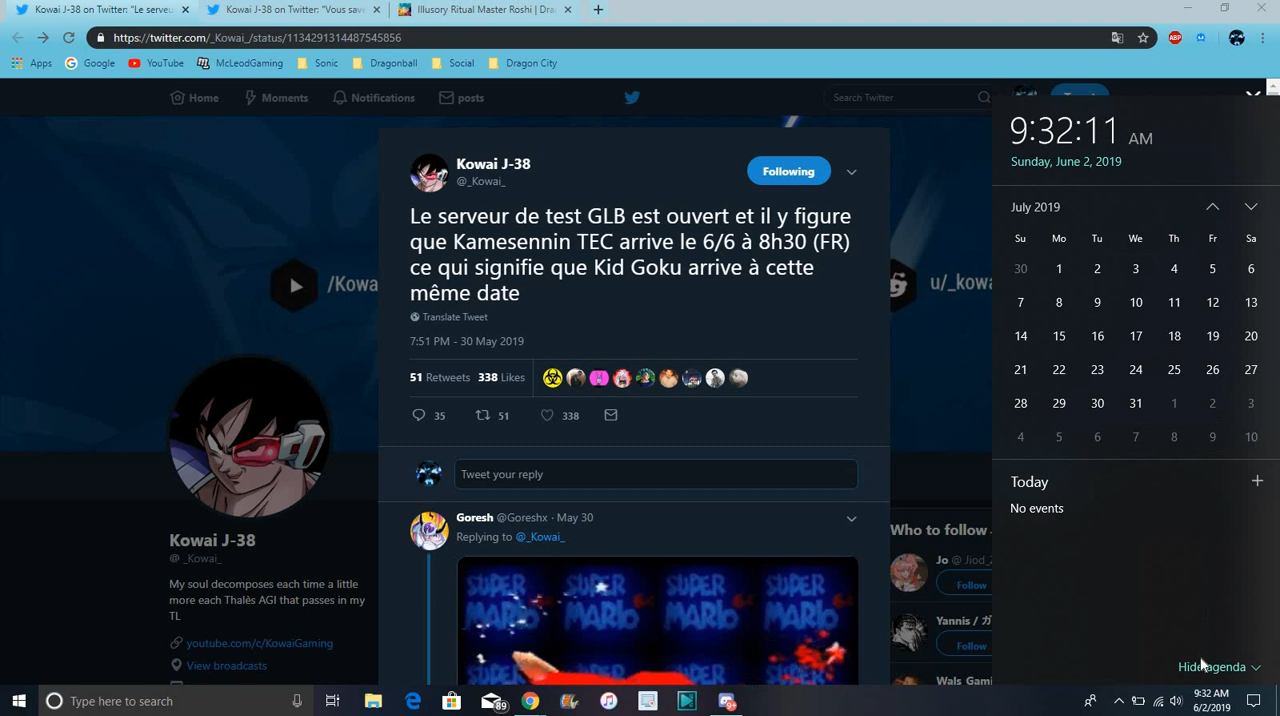 Kowai J-38 on Twitter: "Le serveu
Kowai J-38 on Twitter: "Vous save
Illusory Ritual Master Roshi | Dra
https://twitter.com/_Kowai_/status/1134291314487545856
Apps
Google
YouTube
McLeodGaming
Sonic
Dragonball
Social
Dragon City
Home
Moments
Notifications
posts
Search Twitter
Kowai J-38
@_Kowai_
Following
Le serveur de test GLB est ouvert et il y figure
que Kamesennin TEC arrive le 6/6 à 8h30 (FR)
ce qui signifie que Kid Goku arrive à cette
même date
Translate Tweet
7:51 PM - 30 May 2019
51 Retweets 338 Likes
35 51 338
Tweet your reply
Goresh @Goreshx · May 30
Replying to @_Kowai_
SUPER SUPER SUPER SUPER
MARIO MARIO MARIO MARIO
/Kowa
u/_kowa
Kowai J-38
@_Kowai_
My soul decomposes each time a little
more each Thalès AGI that passes in my
TL
youtube.com/c/KowaiGaming
View broadcasts
Who to follow
Jo @Jiod_2
Follow
Yannis /
Follow
Wals Gami
9:32:11 AM
Sunday, June 2, 2019
July 2019
Su Mo Tu We Th Fr Sa
30 1 2 3 4 5 6
7 8 9 10 11 12 13
14 15 16 17 18 19 20
21 22 23 24 25 26 27
28 29 30 31 1 2 3
4 5 6 7 8 9 10
Today
No events
Hide agenda
Type here to search
89
9+
9:32 AM
6/2/2019